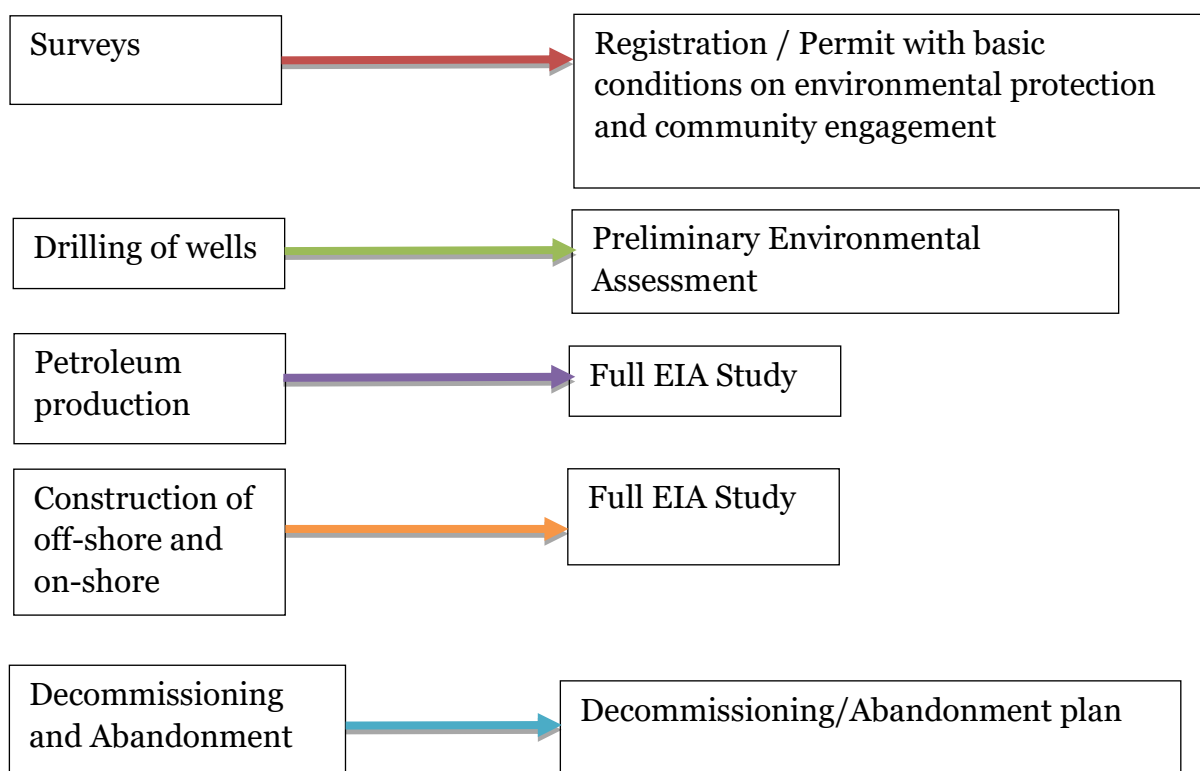 Surveys
Registration / Permit with basic
conditions on environmental protection
and community engagement
Drilling of wells
Preliminary Environmental
Assessment
Petroleum
production
Full EIA Study
Construction of
off-shore and
on-shore
Full EIA Study
Decommissioning
and Abandonment
Decommissioning/Abandonment plan